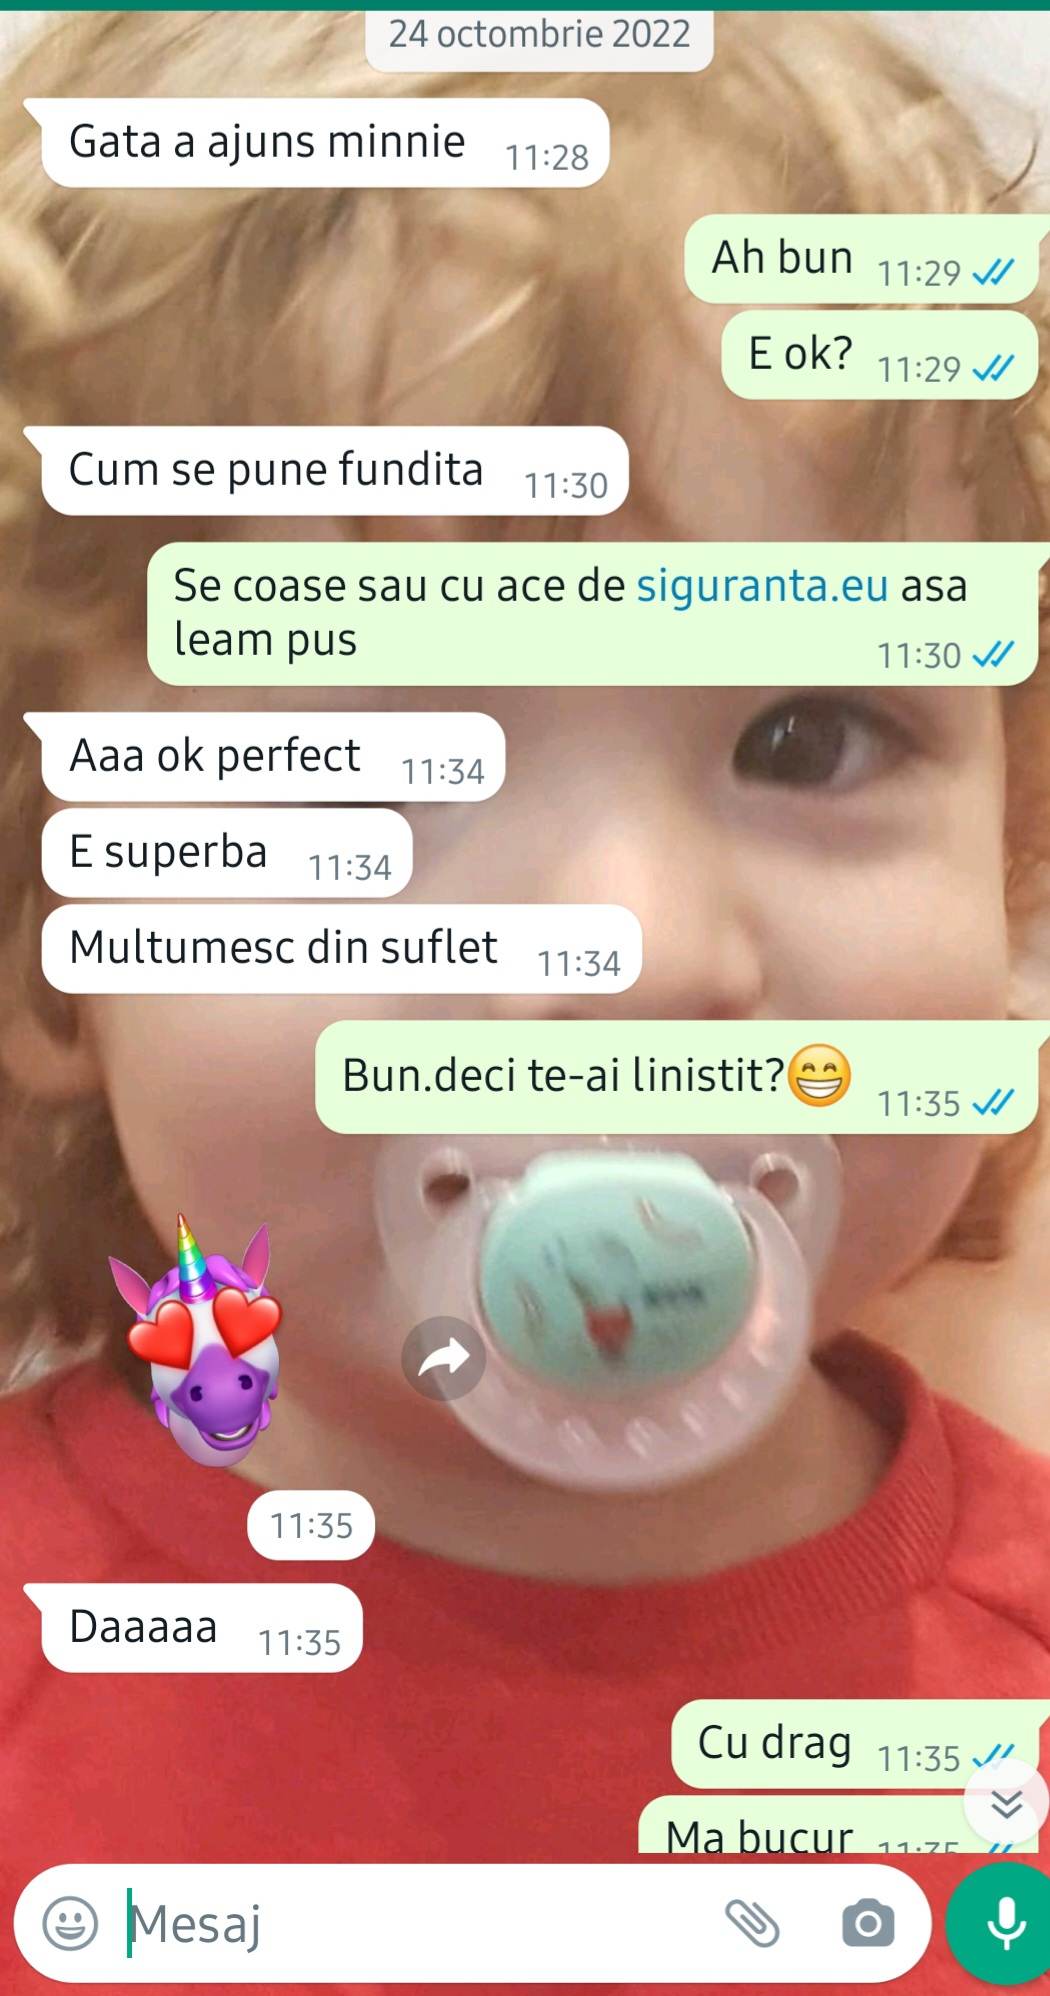 24 octombrie 2022
Gata a ajuns minnie 11:28
Ah bun 11:29
E ok? 11:29
Cum se pune fundita 11:30
Se coase sau cu ace de siguranta.eu asa
leam pus 11:30
Aaa ok perfect 11:34
E superba 11:34
Multumesc din suflet 11:34
Bun.deci te-ai linistit?😁 11:35
11:35
Daaaaa 11:35
Cu drag 11:35
Ma bucur 11:35
Mesaj